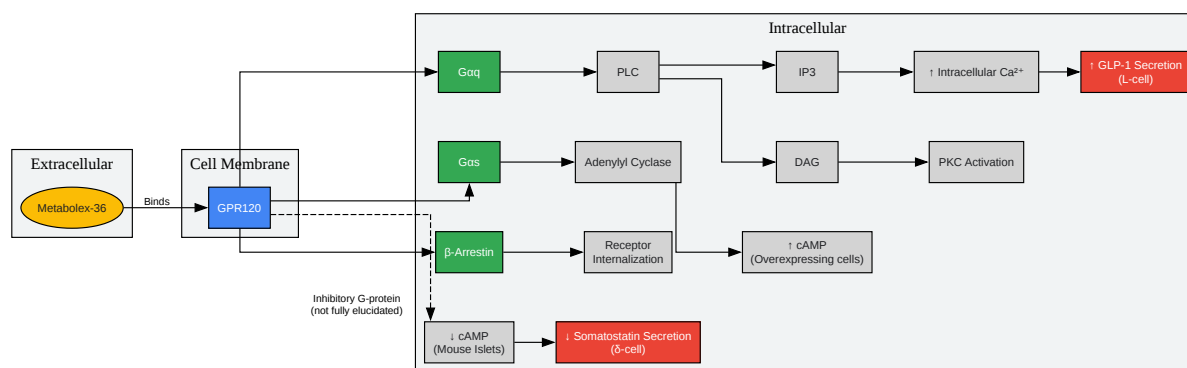 Intracellular
Gαq
PLC
IP3
↑ Intracellular Ca²⁺
↑ GLP-1 Secretion
(L-cell)
Extracellular
Cell Membrane
Gαs
Adenylyl Cyclase
DAG
PKC Activation
Metabolex-36
Binds
GPR120
β-Arrestin
Receptor
Internalization
↑ cAMP
(Overexpressing cells)
Inhibitory G-protein
(not fully elucidated)
↓ cAMP
(Mouse Islets)
↓ Somatostatin Secretion
(δ-cell)